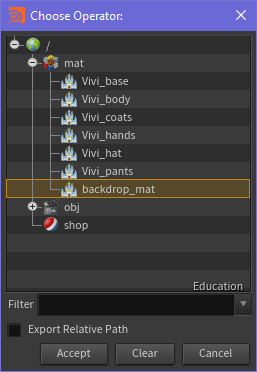 Choose Operator:
/
mat
Vivi_base
Vivi_body
Vivi_coats
Vivi_hands
Vivi_hat
Vivi_pants
backdrop_mat
obj
shop
Education
Filter
Export Relative Path
Accept Clear Cancel